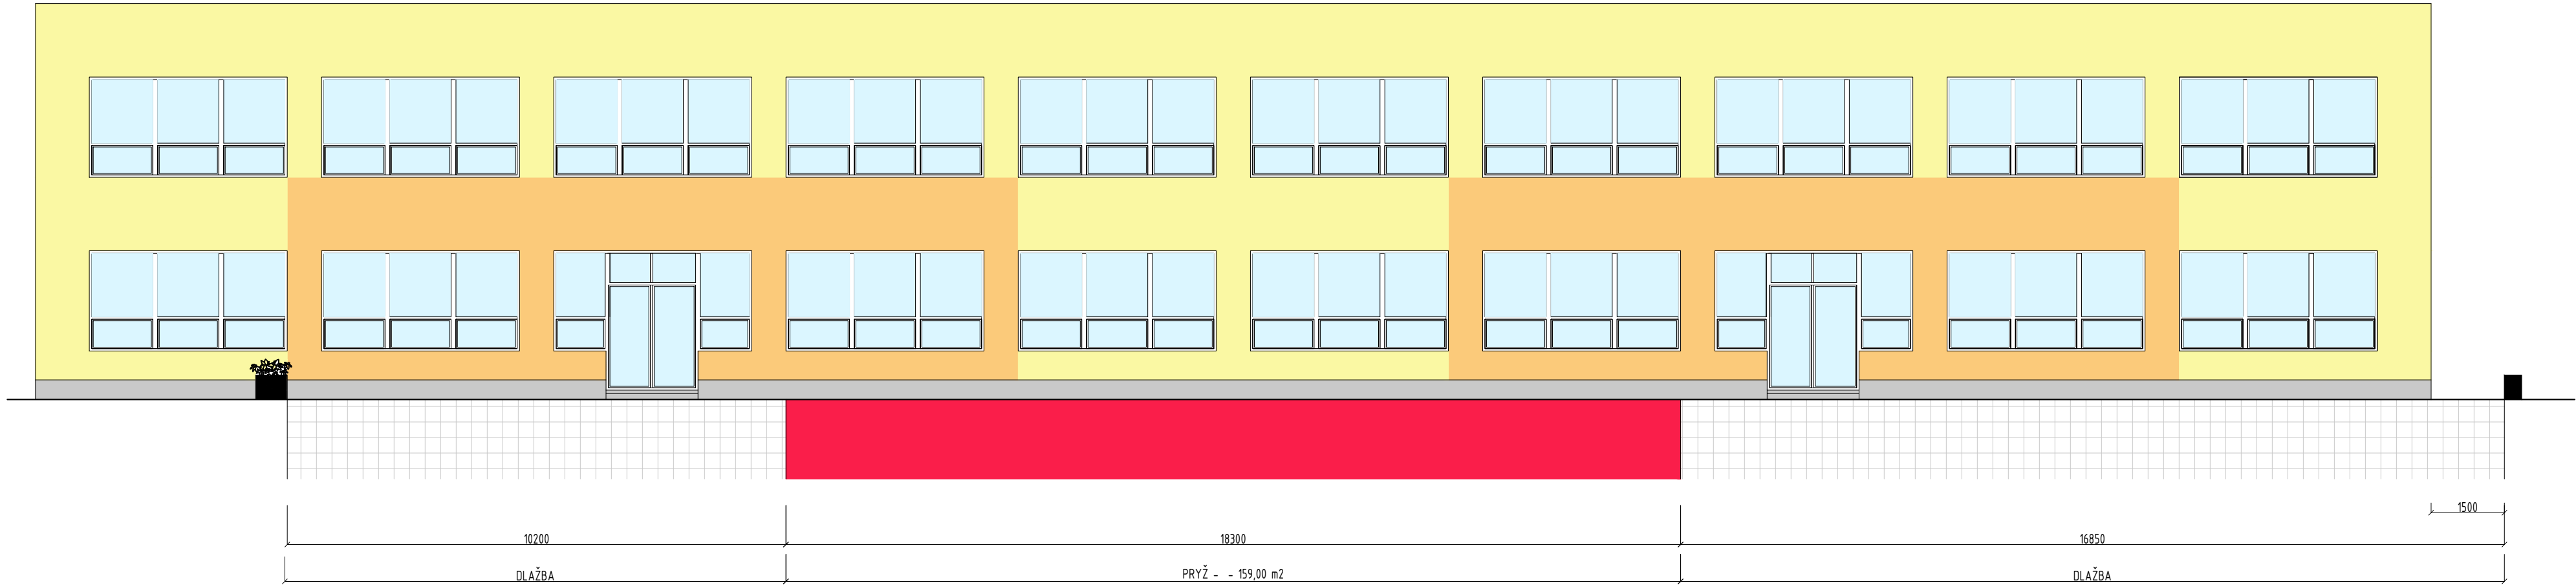 1500
10200
18300
16850
DLAŽBA
PRYŽ - - 159,00 m2
DLAŽBA